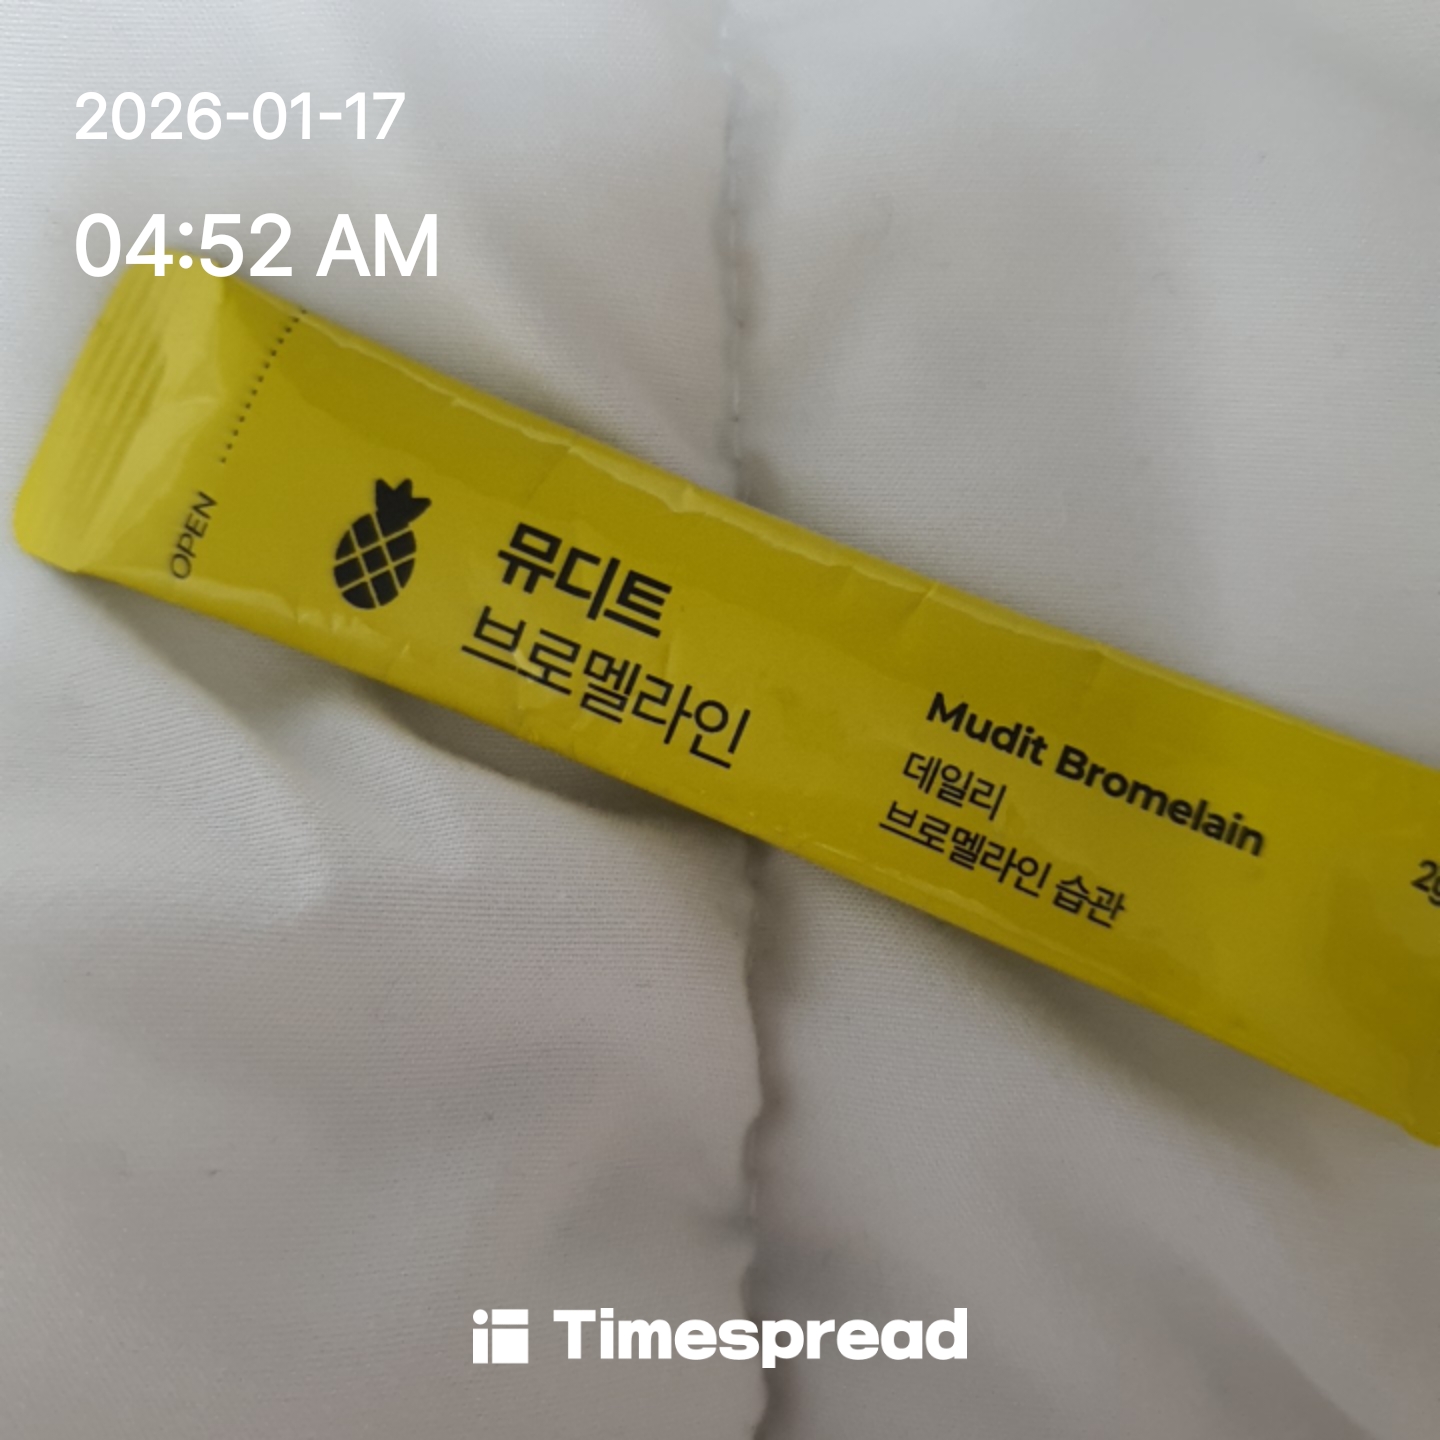 2026-01-17
04:52 AM
OPEN
뮤디트
브로멜라인
Mudit Bromelain
데일리
브로멜라인 습관
2g
Timespread